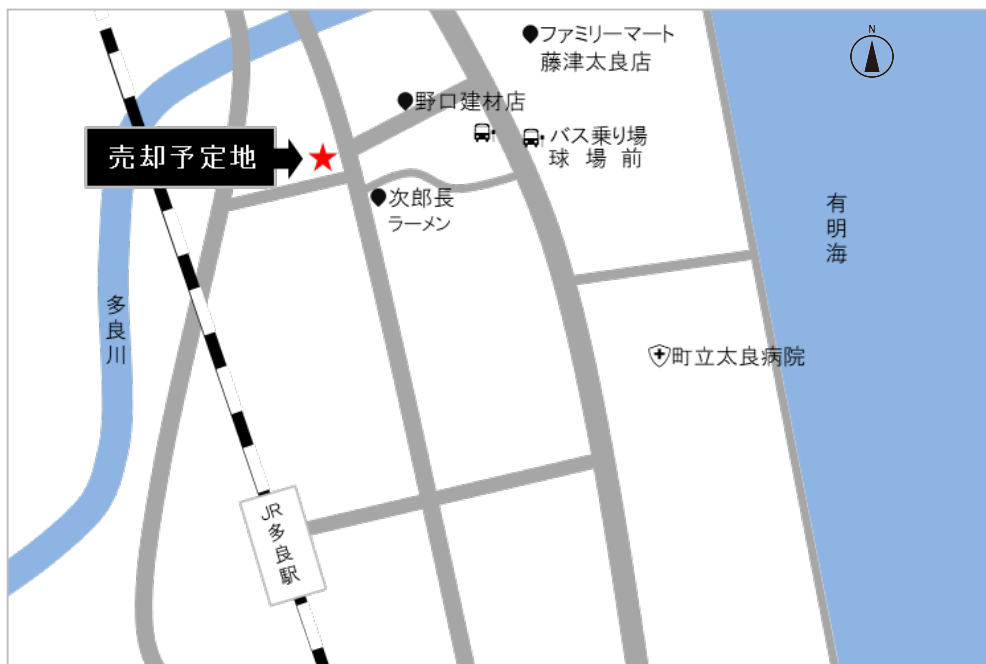 N
ファミリーマート
藤津太良店
野口建材店
バス乗り場
球場前
売却予定地
次郎長
ラーメン
有明海
多良川
町立太良病院
JR多良駅